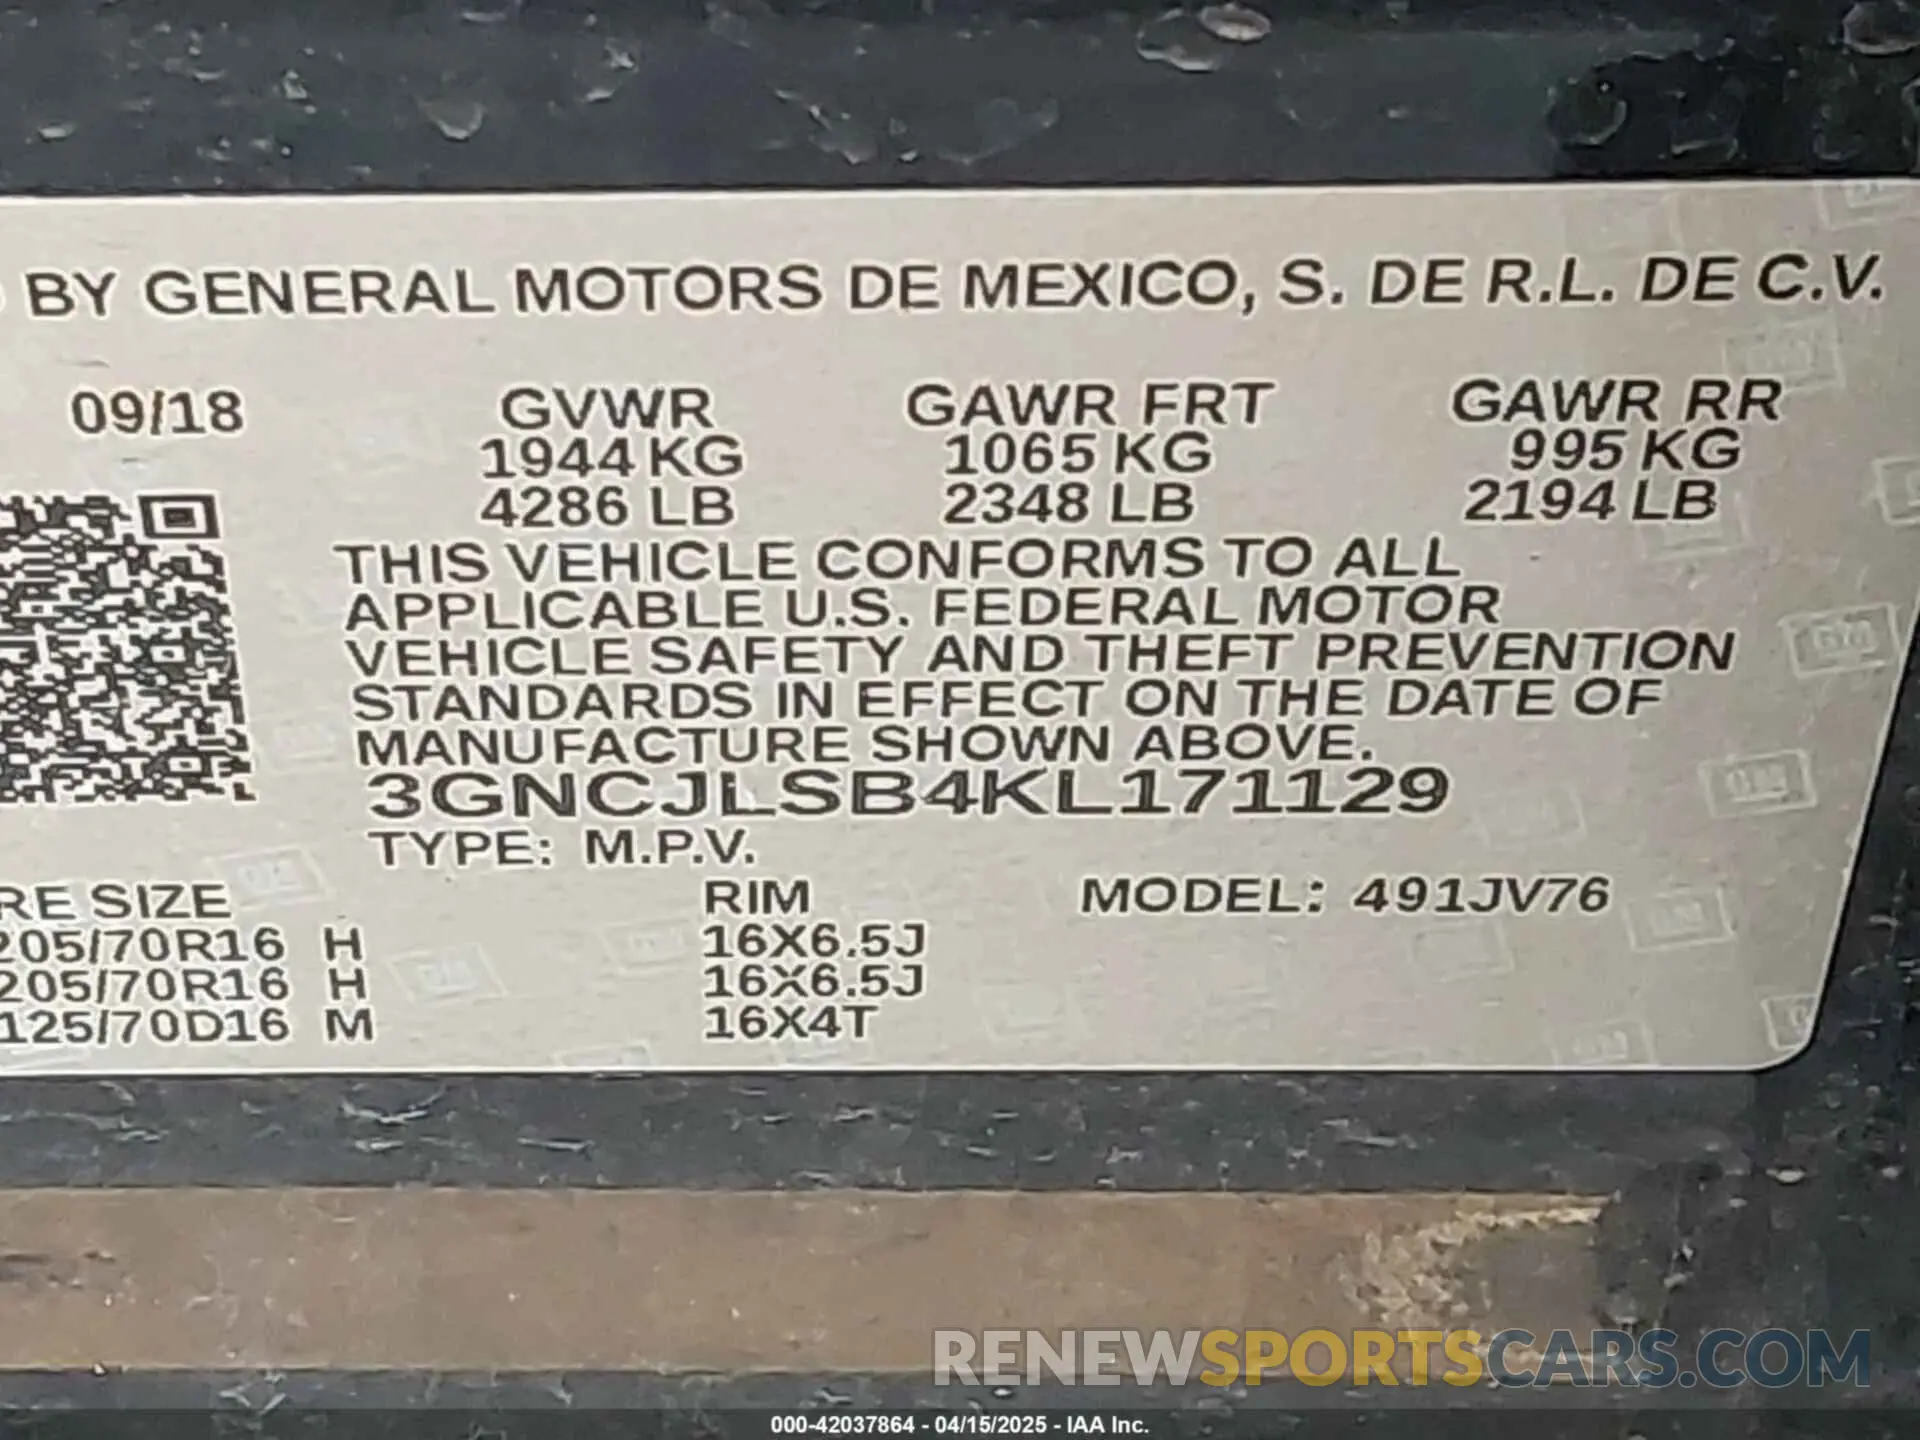 BY GENERAL MOTORS DE MEXICO, S. DE R.L. DE C.V.
09/18 GVWR GAWR FRT GAWR RR
1944 KG 1065 KG 995 KG
4286 LB 2348 LB 2194 LB
THIS VEHICLE CONFORMS TO ALL
APPLICABLE U.S. FEDERAL MOTOR
VEHICLE SAFETY AND THEFT PREVENTION
STANDARDS IN EFFECT ON THE DATE OF
MANUFACTURE SHOWN ABOVE.
3GNCJLSB4KL171129
TYPE: M.P.V.
RE SIZE RIM MODEL: 491JV76
205/70R16 H 16X6.5J
205/70R16 H 16X6.5J
125/70D16 M 16X4T
RENEWSPORTSCARS.COM
000-42037864 - 04/15/2025 - IAA Inc.